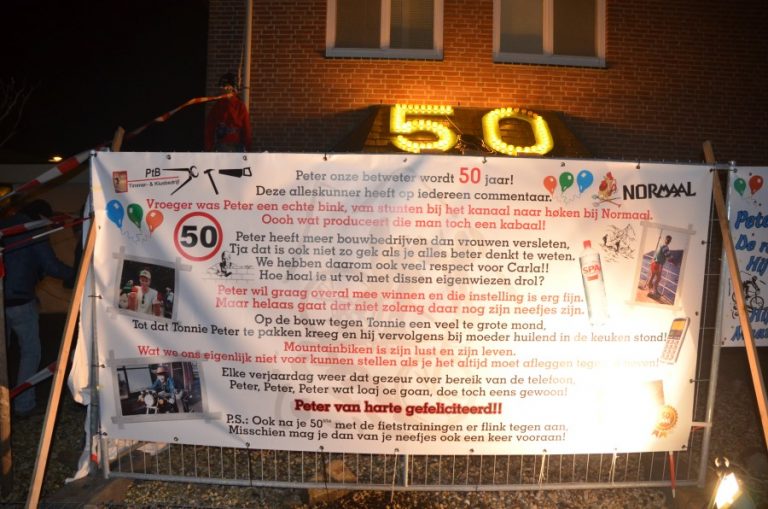 50
PtB
Timmer- & Klusbedrijf
NORMAAL
Peter onze betweter wordt 50 jaar!
Deze alleskunner heeft op iedereen commentaar.
Vroeger was Peter een echte bink, van stunten bij het kanaal naar høken bij Normaal.
Oooh wat produceert die man toch een kabaal!
50
Peter heeft meer bouwbedrijven dan vrouwen versleten,
Tja dat is ook niet zo gek als je alles beter denkt te weten.
We hebben daarom ook veel respect voor Carla!!
Hoe hoal ie ut vol met dissen eigenwiezen drol?
SPA
Peter wil graag overal mee winnen en die instelling is erg fijn.
Maar helaas gaat dat niet zolang daar nog zijn neefjes zijn.
Op de bouw tegen Tonnie een veel te grote mond,
Tot dat Tonnie Peter te pakken kreeg en hij vervolgens bij moeder huilend in de keuken stond!
Mountainbiken is zijn lust en zijn leven.
Wat we ons eigenlijk niet voor kunnen stellen als je het altijd moet afleggen
Elke verjaardag weer dat gezeur over bereik van de telefoon,
Peter, Peter, Peter wat loaj oe goan, doe toch eens gewoon!
Peter van harte gefeliciteerd!!
P.S.: Ook na je 50ste met de fietstrainingen er flink tegen aan,
Misschien mag je dan van je neefjes ook een keer vooraan!